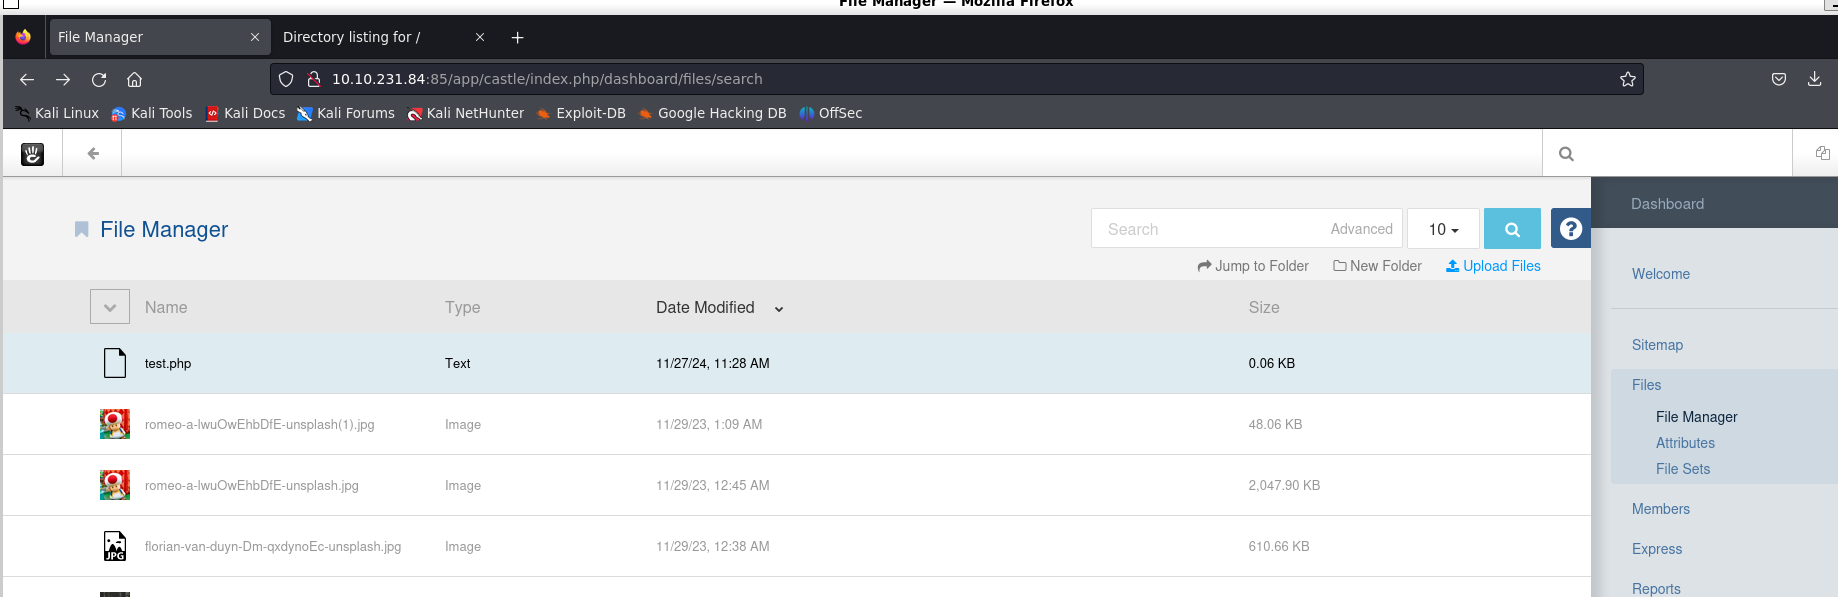 File Manager — Mozilla Firefox
File Manager
Directory listing for /
10.10.231.84:85/app/castle/index.php/dashboard/files/search
Kali Linux Kali Tools Kali Docs Kali Forums Kali NetHunter Exploit-DB Google Hacking DB OffSec
File Manager
Search Advanced 10
Jump to Folder New Folder Upload Files
Name Type Date Modified Size
test.php Text 11/27/24, 11:28 AM 0.06 KB
romeo-a-lwuOwEhbDfE-unsplash(1).jpg Image 11/29/23, 1:09 AM 48.06 KB
romeo-a-lwuOwEhbDfE-unsplash.jpg Image 11/29/23, 12:45 AM 2,047.90 KB
JPG florian-van-duyn-Dm-qxdynoEc-unsplash.jpg Image 11/29/23, 12:38 AM 610.66 KB
Dashboard
Welcome
Sitemap
Files
File Manager
Attributes
File Sets
Members
Express
Reports